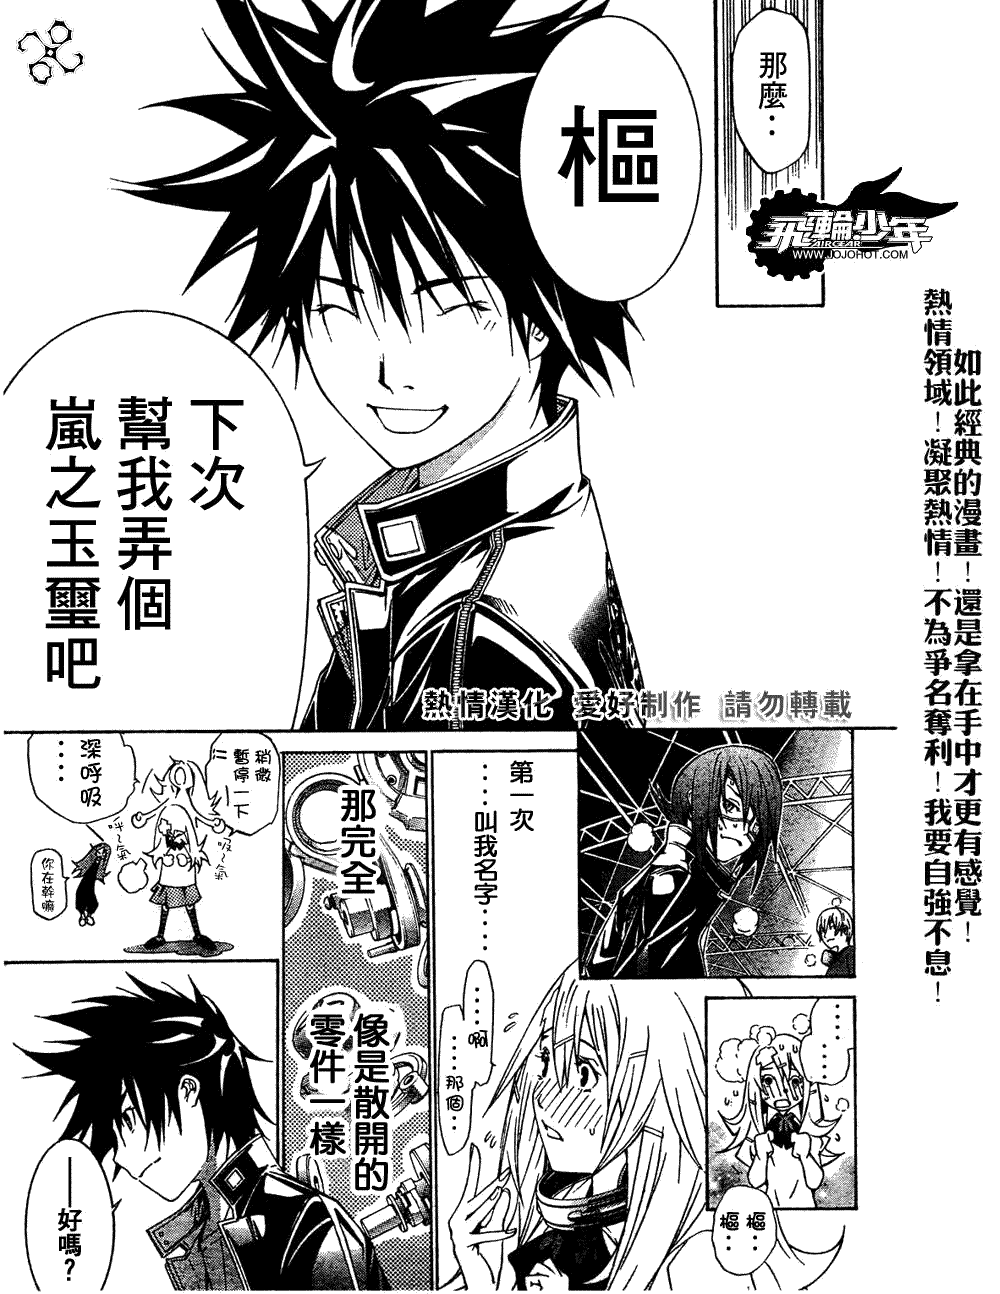 那麼‥
樞
下次
幫我弄個
嵐之玉璽吧
飛輪少年
AIRGEAR
WWW.JOJOHOT.COM
如此經典的漫畫！還是拿在手中才更有感覺！
熱情領域！凝聚熱情！不為爭名奪利！我要自強不息！
熱情漢化 愛好制作 請勿轉載
第一次
‥‥叫我名字‥‥
‥‥‥
樞‥
樞‥
‥‥啊
‥‥那個‥
那完全
像是散開的
零件一樣
稍微
暫停一下
深呼吸
‥‥
吸～氣
呼～氣
你在幹嘛
——好嗎？